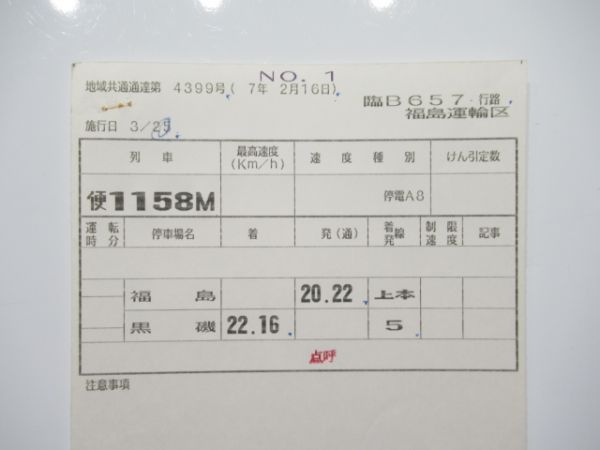 NO. 1
地域共通通達第 4399号( 7年 2月16日)
臨B657 行路
福島運輸区
施行日 3/25
列車 最高速度(Km/h) 速度種別 けん引定数
便1158M 停電A8
運転時分 停車場名 着 発(通) 着線発線 制限速度 記事
福島 20.22 上本
黒磯 22.16 5
点呼
注意事項